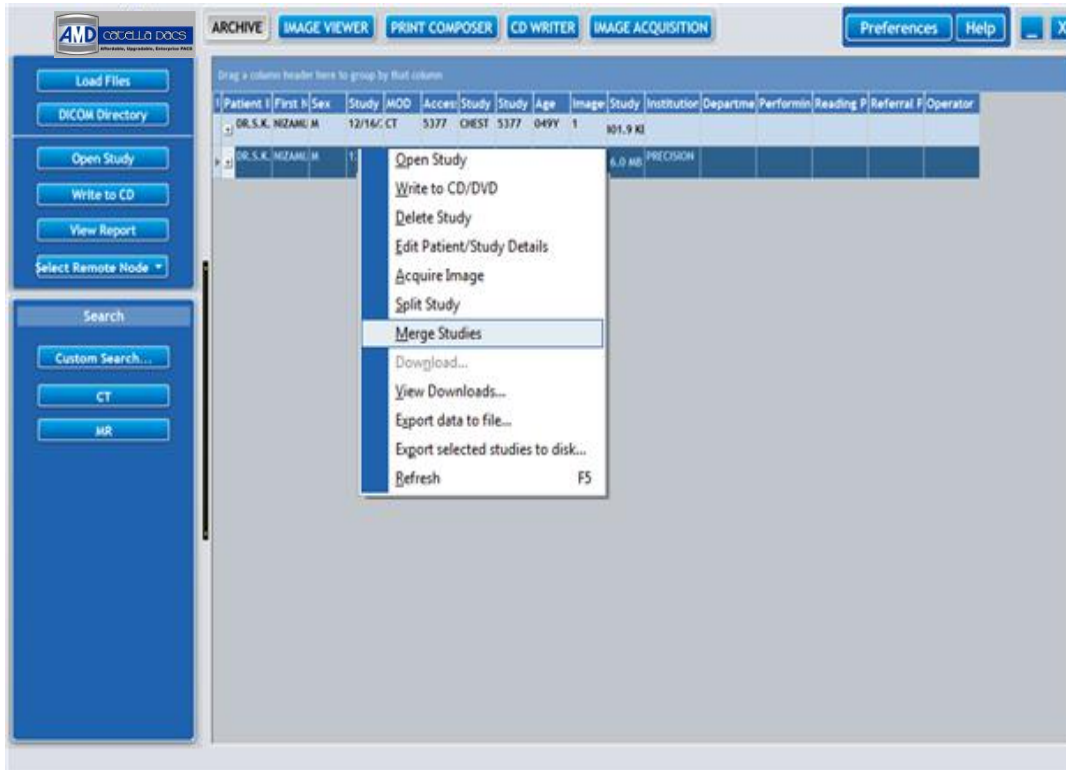 AMD catella pacs ARCHIVE IMAGE VIEWER PRINT COMPOSER CD WRITER IMAGE ACQUISITION Preferences Help _ X
Affordable, Upgradable, Enterprise PACS
Load Files
DICOM Directory
Open Study
Write to CD
View Report
Select Remote Node
Search
Custom Search...
CT
MR
Drag a column header here to group by that column
Patient I First N Sex Study MOD Acces Study Study Age Image Study Institution Departme Performin Reading P Referral F Operator
DR.S.K. NIZAMU M 12/16/ CT 5377 CHEST 5377 049Y 1 101.9 KI
DR.S.K. NIZAMU M 6.0 MB PRECISION
Open Study
Write to CD/DVD
Delete Study
Edit Patient/Study Details
Acquire Image
Split Study
Merge Studies
Download...
View Downloads...
Export data to file...
Export selected studies to disk...
Refresh F5